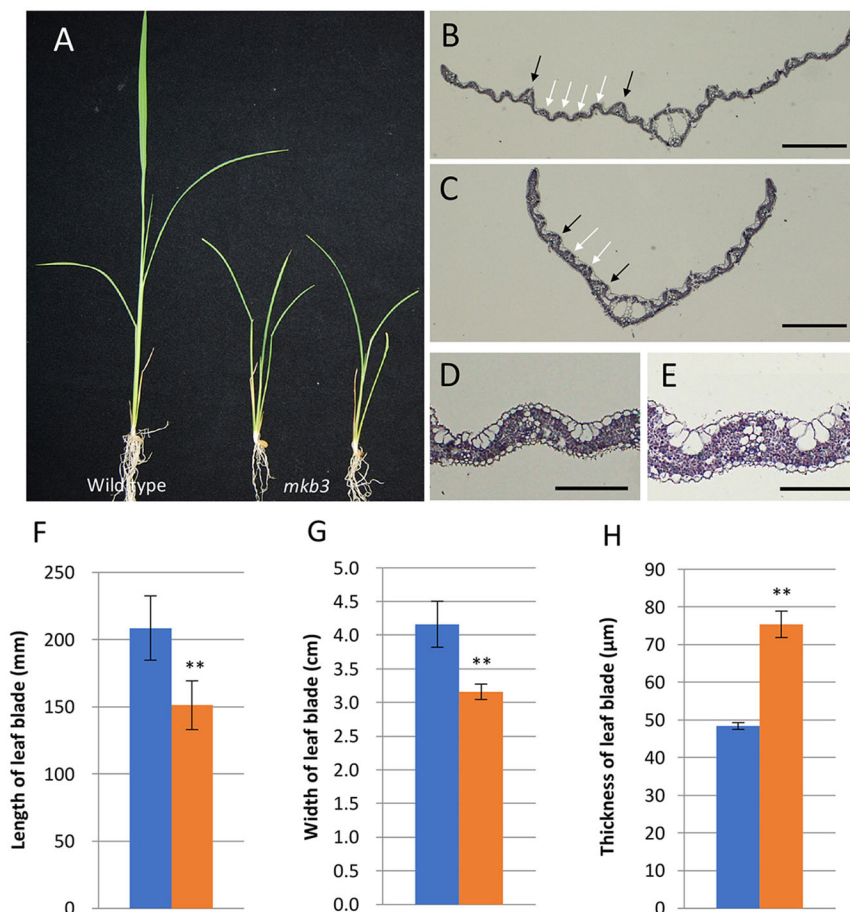 A
B
C
D
E
Wild type
mkb3
F
G
H
Length of leaf blade (mm)
250
200
150
100
50
0
**
Width of leaf blade (cm)
5.0
4.5
4.0
3.5
3.0
2.5
2.0
1.5
1.0
0.5
0.0
**
Thickness of leaf blade (μm)
90
80
70
60
50
40
30
20
10
0
**